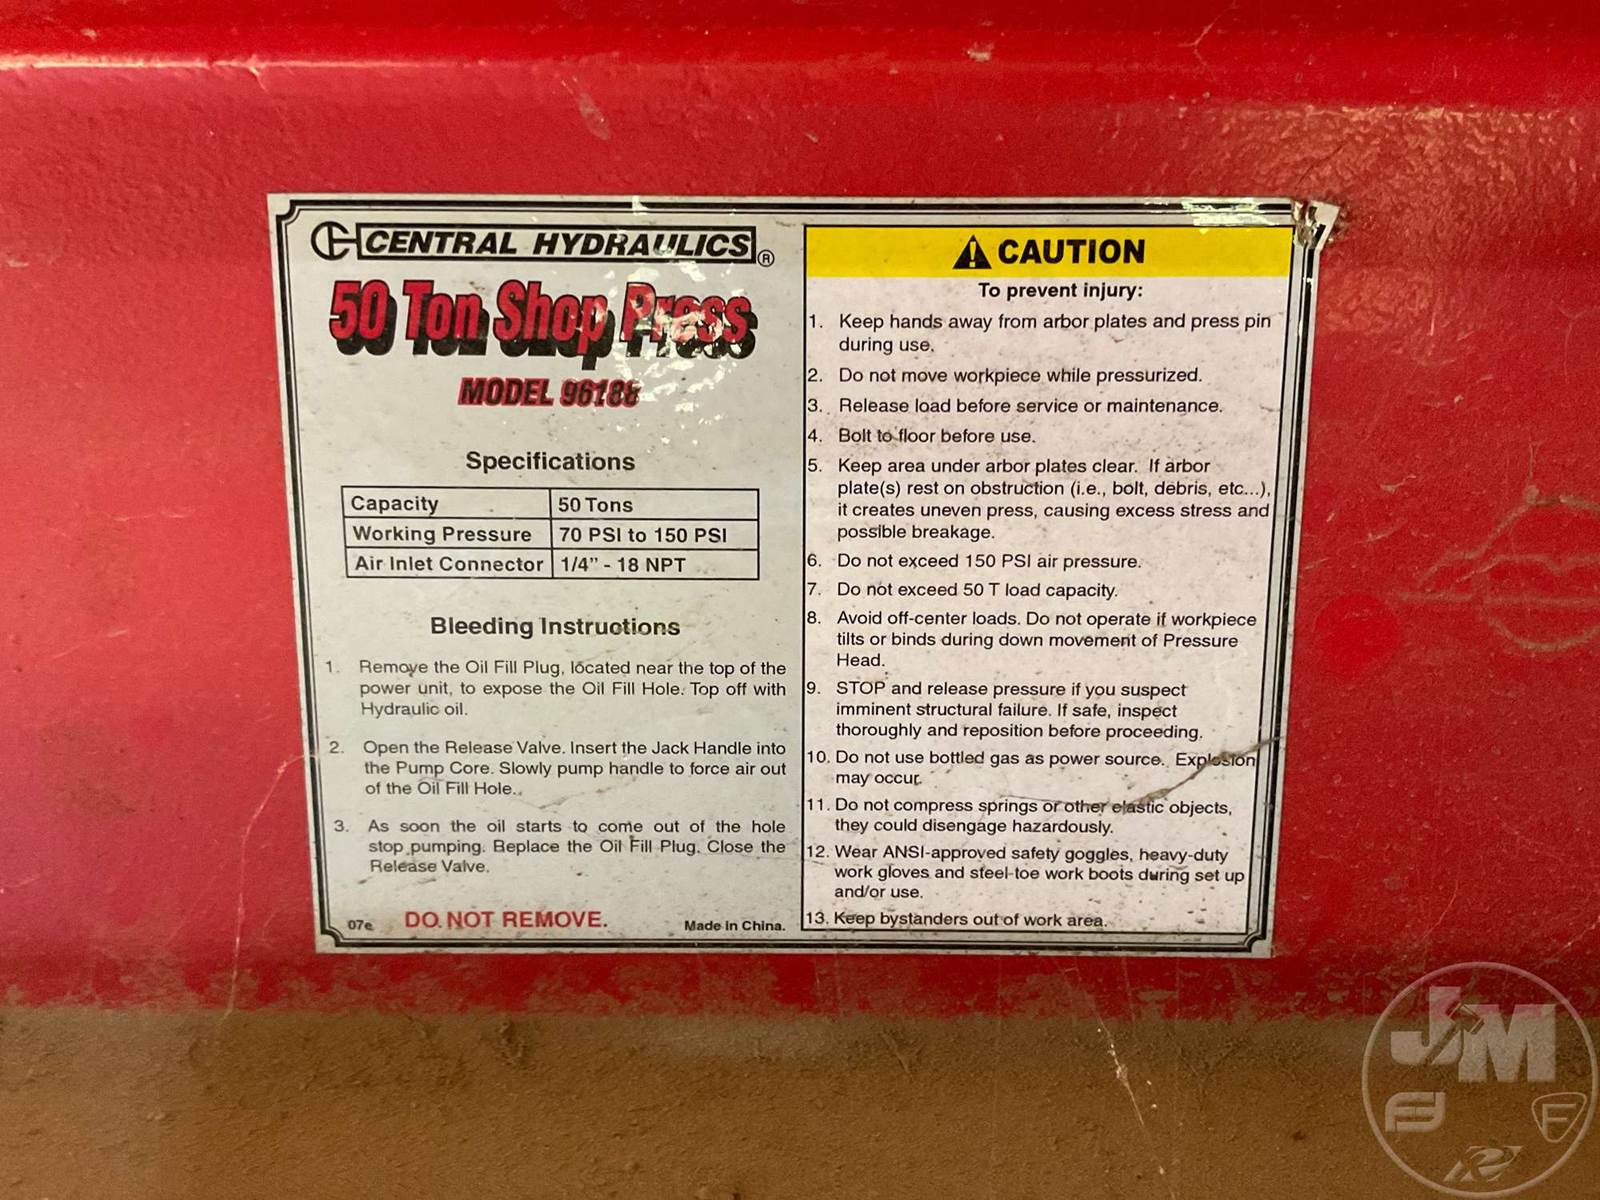 CENTRAL HYDRAULICS®
50 Ton Shop Press
MODEL 96188
Specifications
Capacity 50 Tons
Working Pressure 70 PSI to 150 PSI
Air Inlet Connector 1/4" - 18 NPT
Bleeding Instructions
1. Remove the Oil Fill Plug, located near the top of the
power unit, to expose the Oil Fill Hole. Top off with
Hydraulic oil.
2. Open the Release Valve. Insert the Jack Handle into
the Pump Core. Slowly pump handle to force air out
of the Oil Fill Hole.
3. As soon the oil starts to come out of the hole
stop pumping. Replace the Oil Fill Plug. Close the
Release Valve.
07e DO NOT REMOVE. Made in China.
CAUTION
To prevent injury:
1. Keep hands away from arbor plates and press pin
during use.
2. Do not move workpiece while pressurized.
3. Release load before service or maintenance.
4. Bolt to floor before use.
5. Keep area under arbor plates clear. If arbor
plate(s) rest on obstruction (i.e., bolt, debris, etc...),
it creates uneven press, causing excess stress and
possible breakage.
6. Do not exceed 150 PSI air pressure.
7. Do not exceed 50 T load capacity.
8. Avoid off-center loads. Do not operate if workpiece
tilts or binds during down movement of Pressure
Head.
9. STOP and release pressure if you suspect
imminent structural failure. If safe, inspect
thoroughly and reposition before proceeding.
10. Do not use bottled gas as power source. Explosion
may occur.
11. Do not compress springs or other elastic objects,
they could disengage hazardously.
12. Wear ANSI-approved safety goggles, heavy-duty
work gloves and steel-toe work boots during set up
and/or use.
13. Keep bystanders out of work area.
JM
F